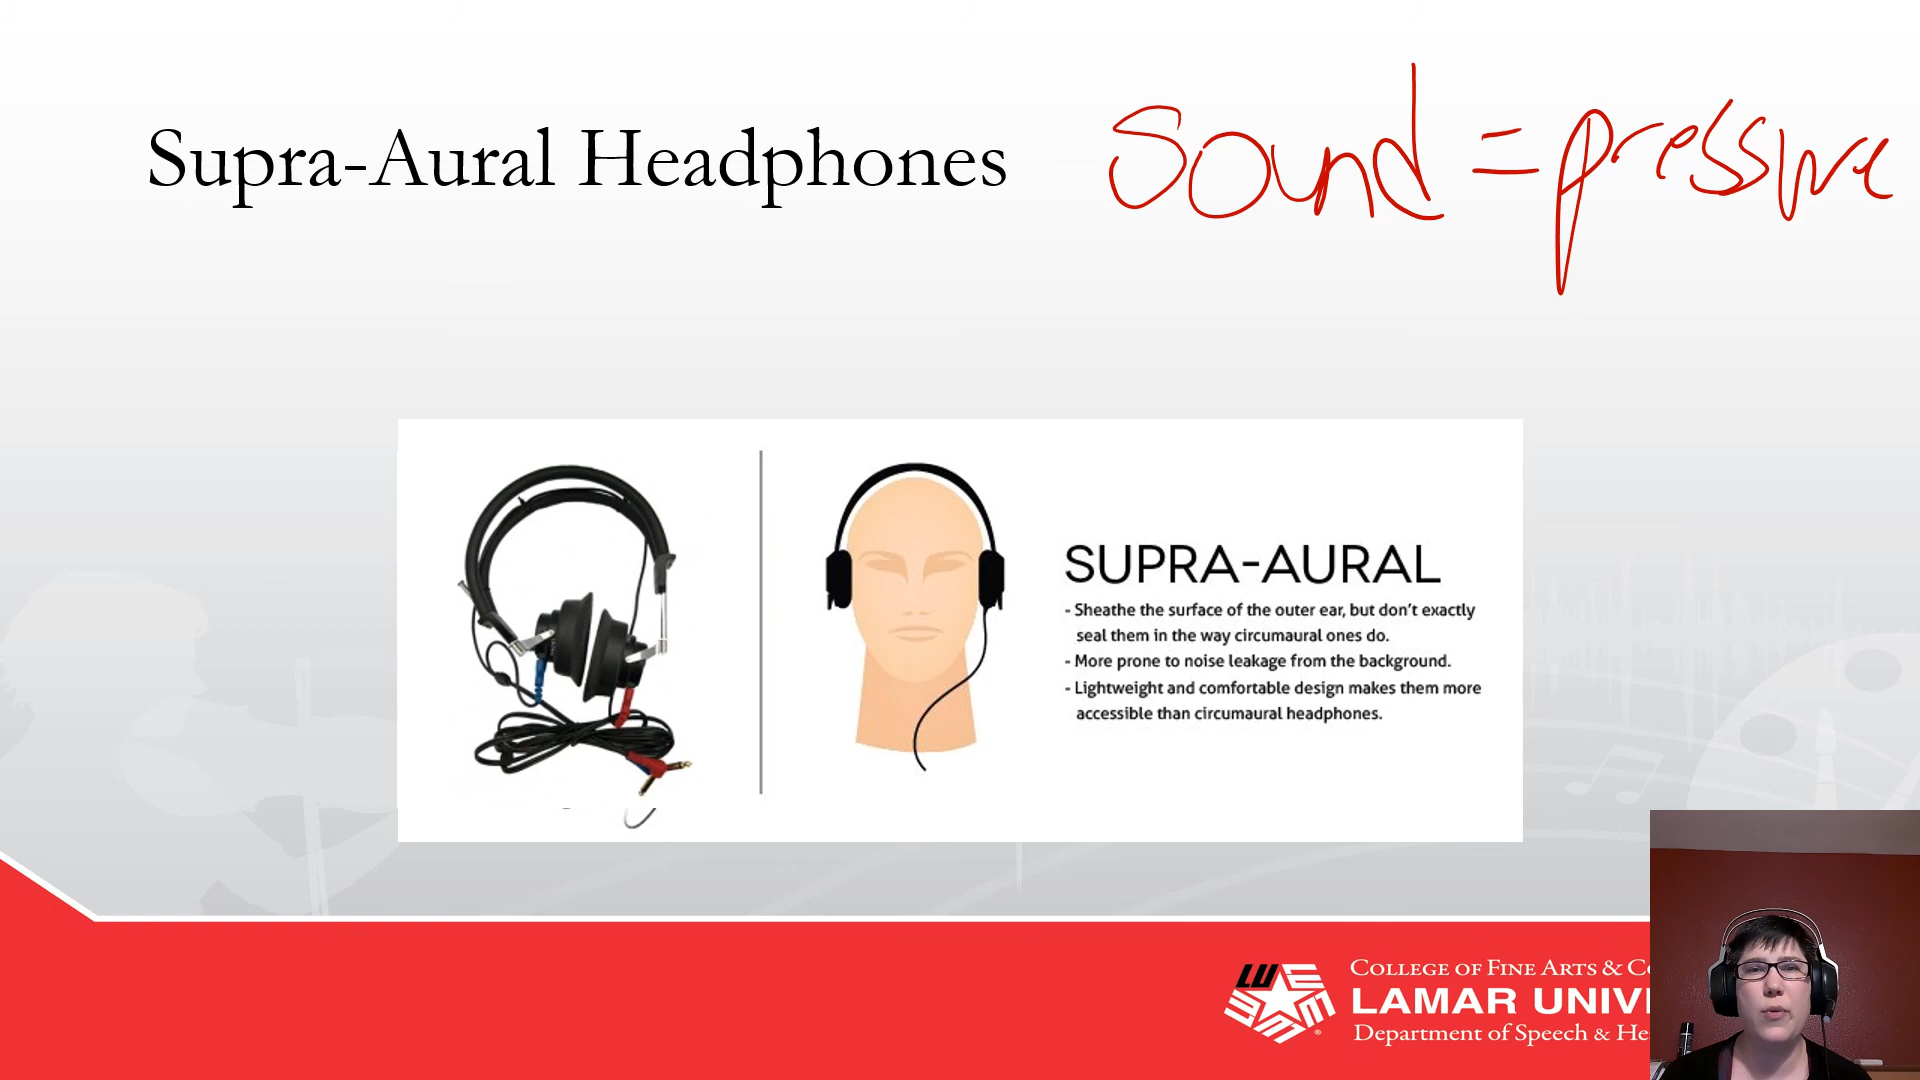 Supra-Aural Headphones
Sound = pressure
SUPRA-AURAL
- Sheathe the surface of the outer ear, but don't exactly
seal them in the way circumaural ones do.
- More prone to noise leakage from the background.
- Lightweight and comfortable design makes them more
accessible than circumaural headphones.
COLLEGE OF FINE ARTS & CO
LAMAR UNIV
Department of Speech & He